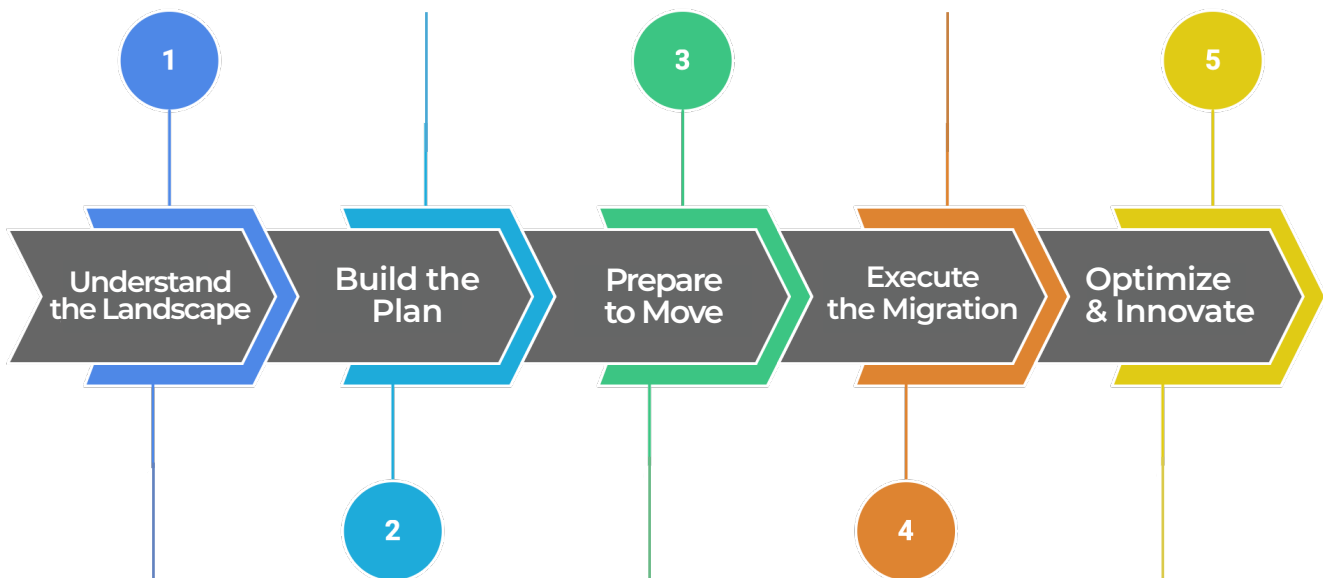 1
3
5
Understand
the Landscape
Build the
Plan
Prepare
to Move
Execute
the Migration
Optimize
& Innovate
2
4